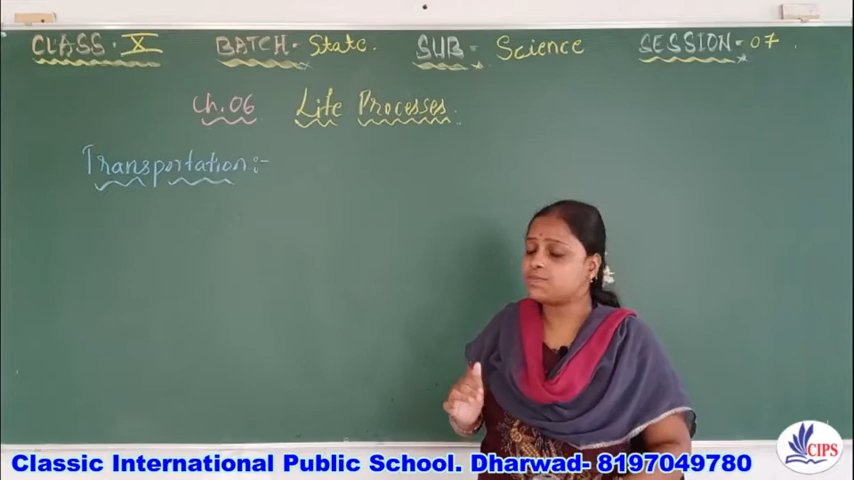 CLASS - X BATCH - State. SUB - Science SESSION - 07
Ch. 06 Life Processes.
Transportation :-
CIPS
Classic International Public School. Dharwad- 8197049780